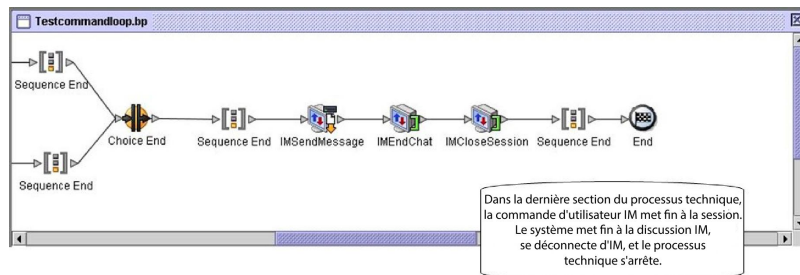 Testcommandloop.bp
Sequence End
Choice End
Sequence End
IMSendMessage
IMEndChat
IMCloseSession
Sequence End
End
Sequence End
Dans la dernière section du processus technique,
la commande d'utilisateur IM met fin à la session.
Le système met fin à la discussion IM,
se déconnecte d'IM, et le processus
technique s'arrête.